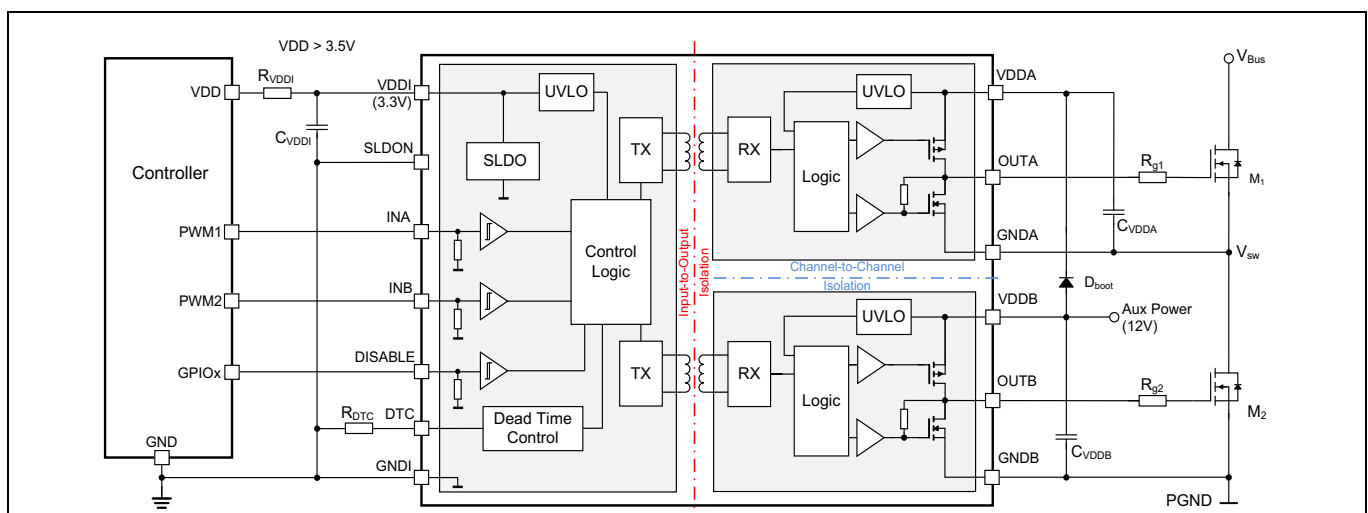 VDD > 3.5V
Controller
VDD
PWM1
PWM2
GPIOx
GND
RVDDI
CVDDI
RDTC
VDDI
(3.3V)
SLDON
INA
INB
DISABLE
DTC
GNDI
UVLO
SLDO
TX
Control
Logic
TX
Dead Time
Control
Input-to-Output
Isolation
UVLO
RX
Logic
Channel-to-Channel
Isolation
UVLO
RX
Logic
VDDA
OUTA
GNDA
VDDB
OUTB
GNDB
VBus
Rg1
M1
CVDDA
Vsw
Dboot
Aux Power
(12V)
Rg2
M2
CVDDB
PGND